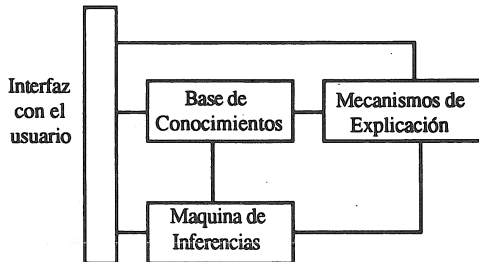 Interfaz
con el
usuario
Base de
Conocimientos
Mecanismos de
Explicación
Maquina de
Inferencias